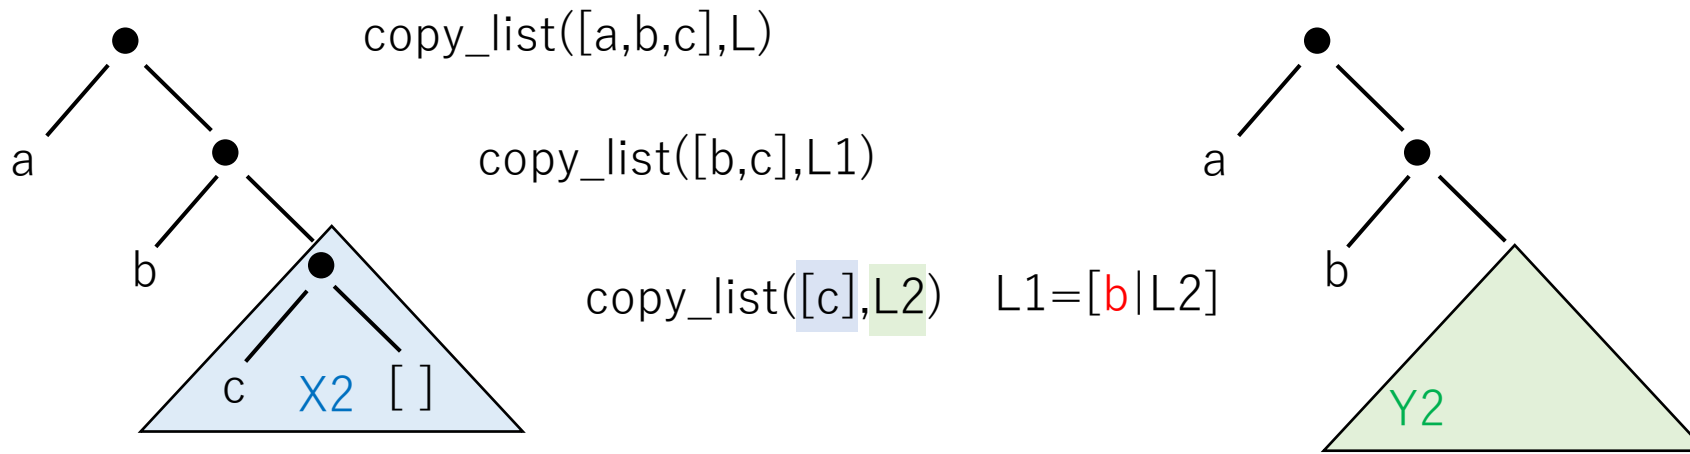 copy_list([a,b,c],L)
a
copy_list([b,c],L1)
a
b
copy_list([c],L2) L1=[b|L2]
b
c X2 [ ]
Y2